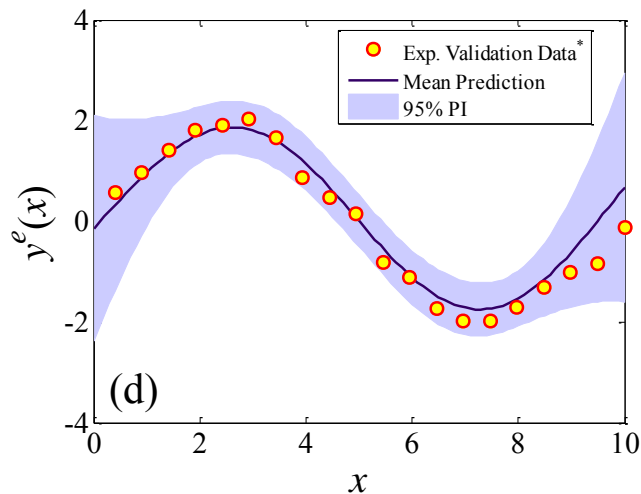 4
Exp. Validation Data*
Mean Prediction
95% PI
2
0
-2
-4
y^e(x)
(d)
0 2 4 6 8 10
x